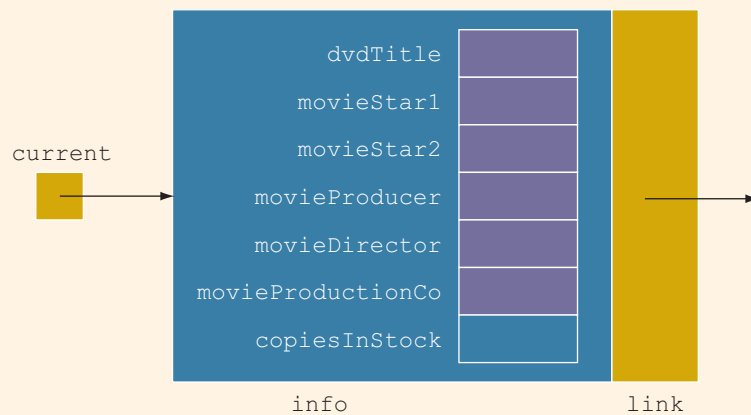 dvdTitle
movieStar1
movieStar2
current
movieProducer
movieDirector
movieProductionCo
copiesInStock
info
link